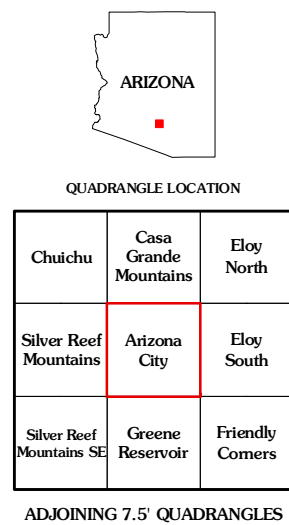 ARIZONA
QUADRANGLE LOCATION
Chuichu
Casa
Grande
Mountains
Eloy
North
Silver Reef
Mountains
Arizona
City
Eloy
South
Silver Reef
Mountains SE
Greene
Reservoir
Friendly
Corners
ADJOINING 7.5' QUADRANGLES